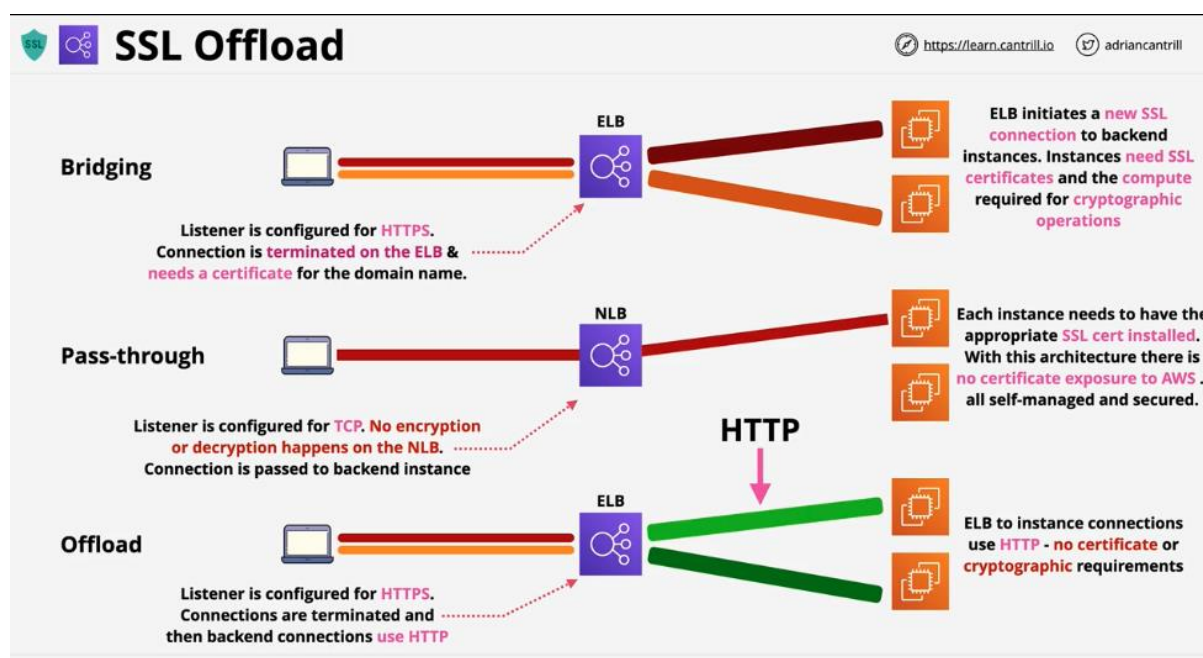 SSL
SSL Offload
https://learn.cantrill.io
adriancantrill
Bridging
ELB
Listener is configured for HTTPS.
Connection is terminated on the ELB &
needs a certificate for the domain name.
ELB initiates a new SSL
connection to backend
instances. Instances need SSL
certificates and the compute
required for cryptographic
operations
Pass-through
NLB
Listener is configured for TCP. No encryption
or decryption happens on the NLB.
Connection is passed to backend instance
Each instance needs to have the
appropriate SSL cert installed.
With this architecture there is
no certificate exposure to AWS .
all self-managed and secured.
HTTP
Offload
ELB
Listener is configured for HTTPS.
Connections are terminated and
then backend connections use HTTP
ELB to instance connections
use HTTP - no certificate or
cryptographic requirements